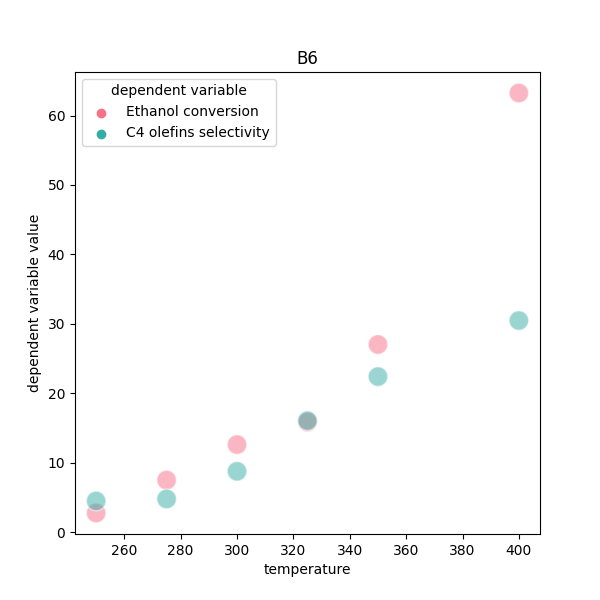 B6
dependent variable
Ethanol conversion
C4 olefins selectivity
dependent variable value
60
50
40
30
20
10
0
260 280 300 320 340 360 380 400
temperature